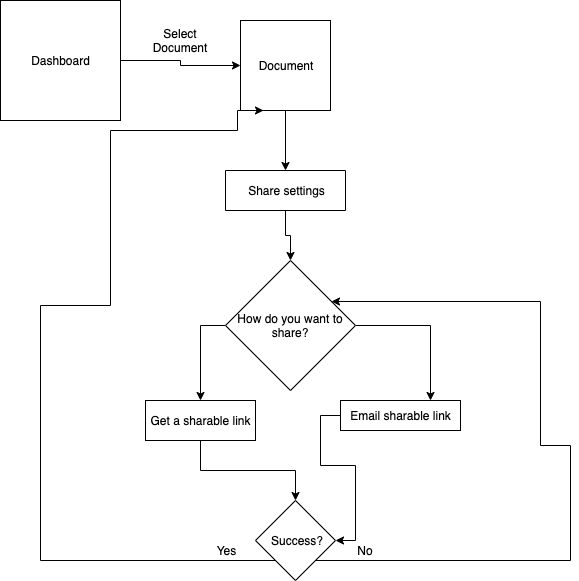 Select
Document
Dashboard
Document
Share settings
How do you want to
share?
Get a sharable link
Email sharable link
Success?
Yes
No